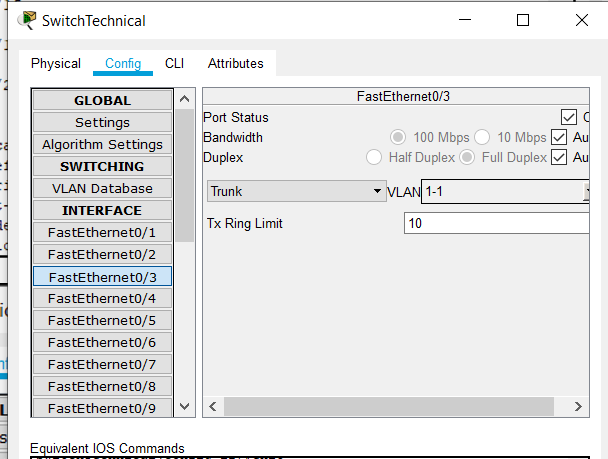 SwitchTechnical
Physical Config CLI Attributes
GLOBAL
Settings
Algorithm Settings
SWITCHING
VLAN Database
INTERFACE
FastEthernet0/1
FastEthernet0/2
FastEthernet0/3
FastEthernet0/4
FastEthernet0/5
FastEthernet0/6
FastEthernet0/7
FastEthernet0/8
FastEthernet0/9
FastEthernet0/3
Port Status
Bandwidth 100 Mbps 10 Mbps Au
Duplex Half Duplex Full Duplex Au
Trunk VLAN 1-1
Tx Ring Limit 10
Equivalent IOS Commands